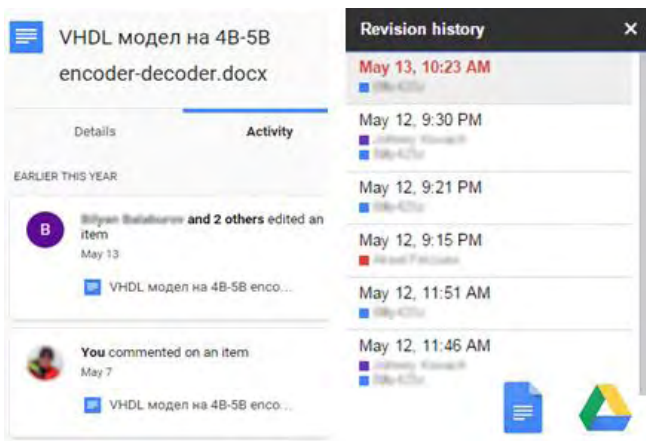 VHDL модел на 4B-5B
encoder-decoder.docx
Details
Activity
EARLIER THIS YEAR
B
and 2 others edited an
item
May 13
VHDL модел на 4B-5B enco...
You commented on an item
May 7
VHDL модел на 4B-5B enco...
Revision history
×
May 13, 10:23 AM
May 12, 9:30 PM
May 12, 9:21 PM
May 12, 9:15 PM
May 12, 11:51 AM
May 12, 11:46 AM